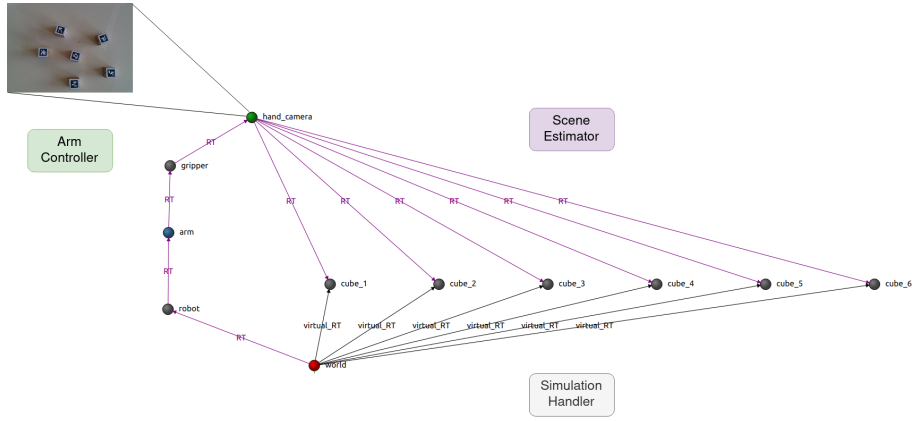 hand_camera
Scene
Estimator
Arm
Controller
RT
gripper
RT
RT
RT
RT
RT
RT
RT
arm
RT
cube_1
cube_2
cube_3
cube_4
cube_5
cube_6
robot
virtual_RT
virtual_RT
virtual_RT
virtual_RT
virtual_RT
virtual_RT
RT
world
Simulation
Handler